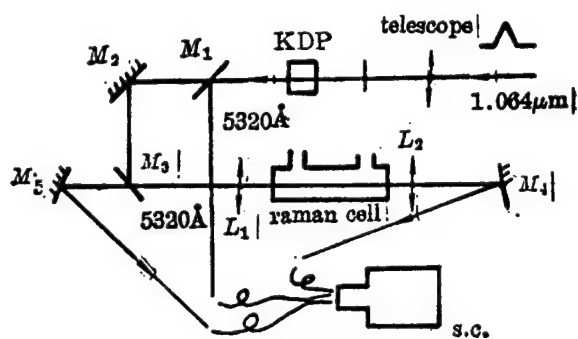 telescope
M₂
M₁
KDP
1.064μm
5320Å
M₃
L₂
M₅
M₄
5320Å
L₁
raman cell
s.c.